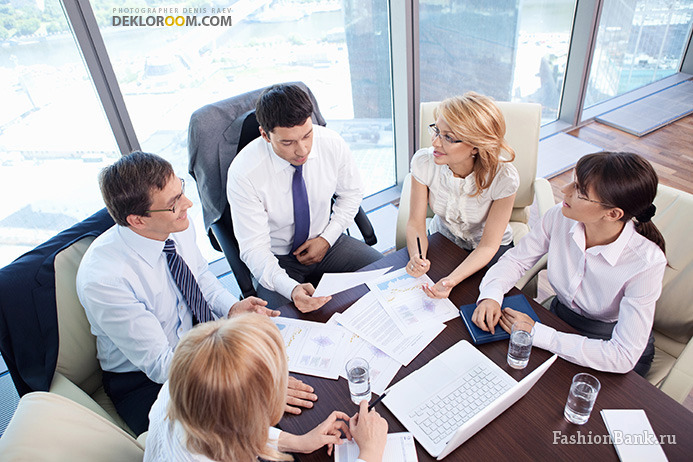 PHOTOGRAPHER DENIS RAEV
DEKLOROOM.COM
FashionBank.ru